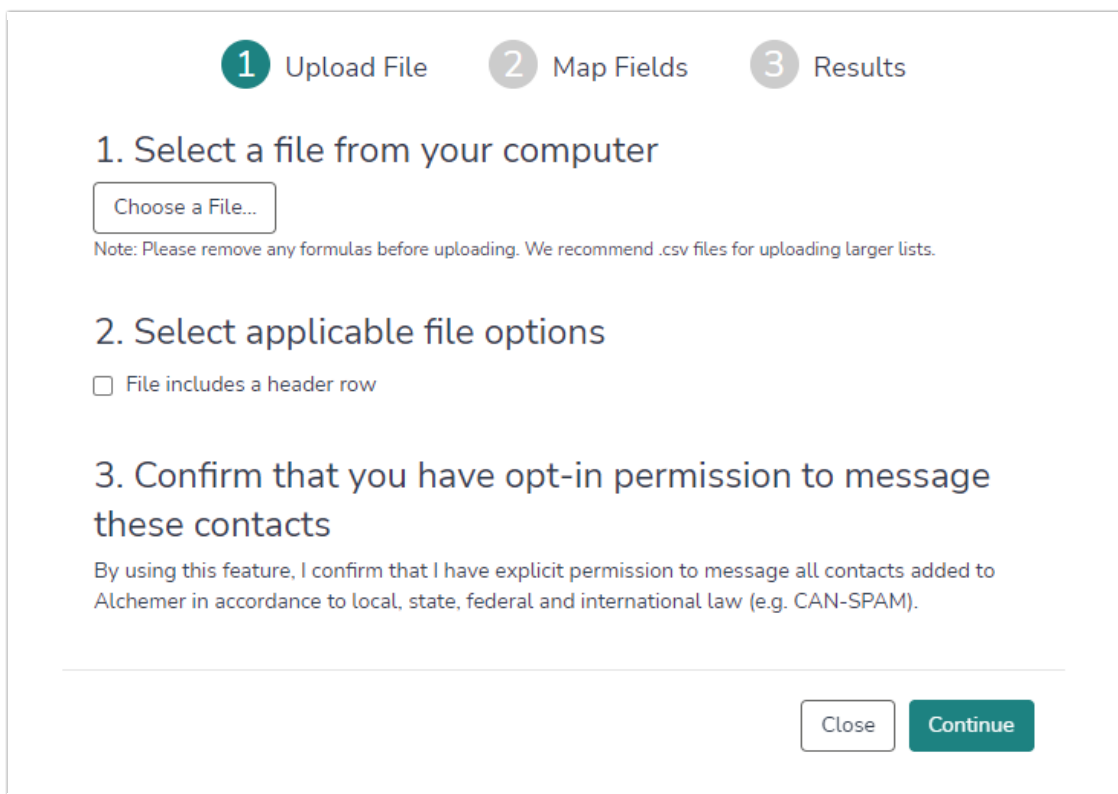 1 Upload File 2 Map Fields 3 Results
1. Select a file from your computer
Choose a File...
Note: Please remove any formulas before uploading. We recommend .csv files for uploading larger lists.
2. Select applicable file options
File includes a header row
3. Confirm that you have opt-in permission to message
these contacts
By using this feature, I confirm that I have explicit permission to message all contacts added to
Alchemer in accordance to local, state, federal and international law (e.g. CAN-SPAM).
Close Continue